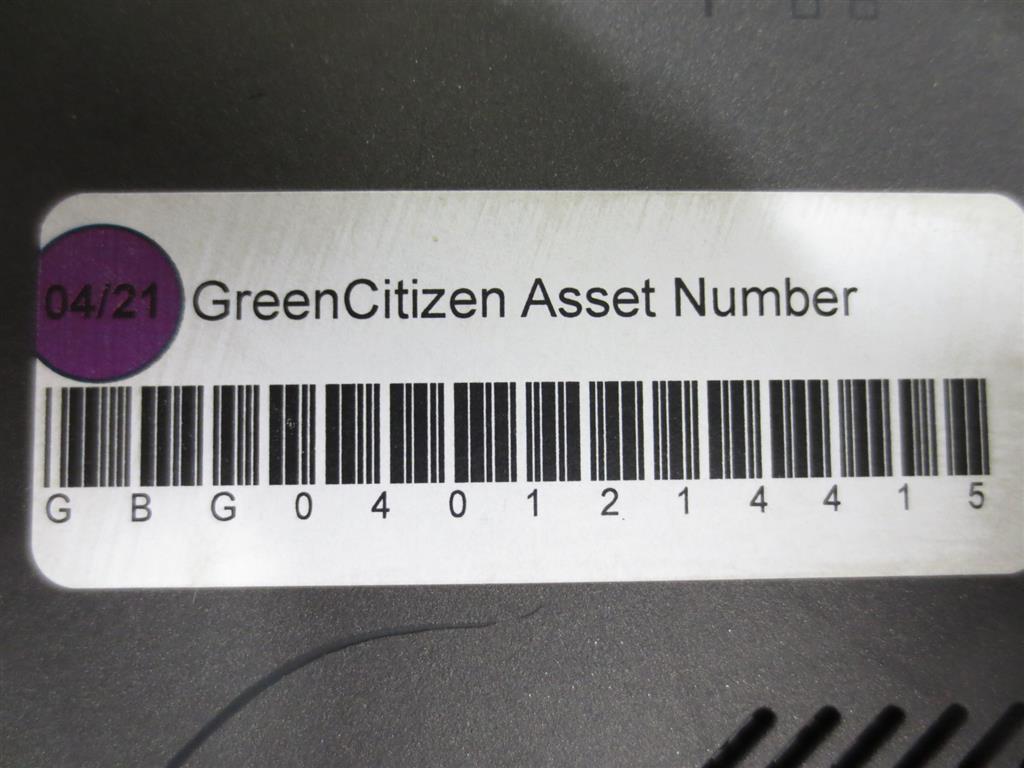 04/21 GreenCitizen Asset Number
G B G 0 4 0 1 2 1 4 4 1 5